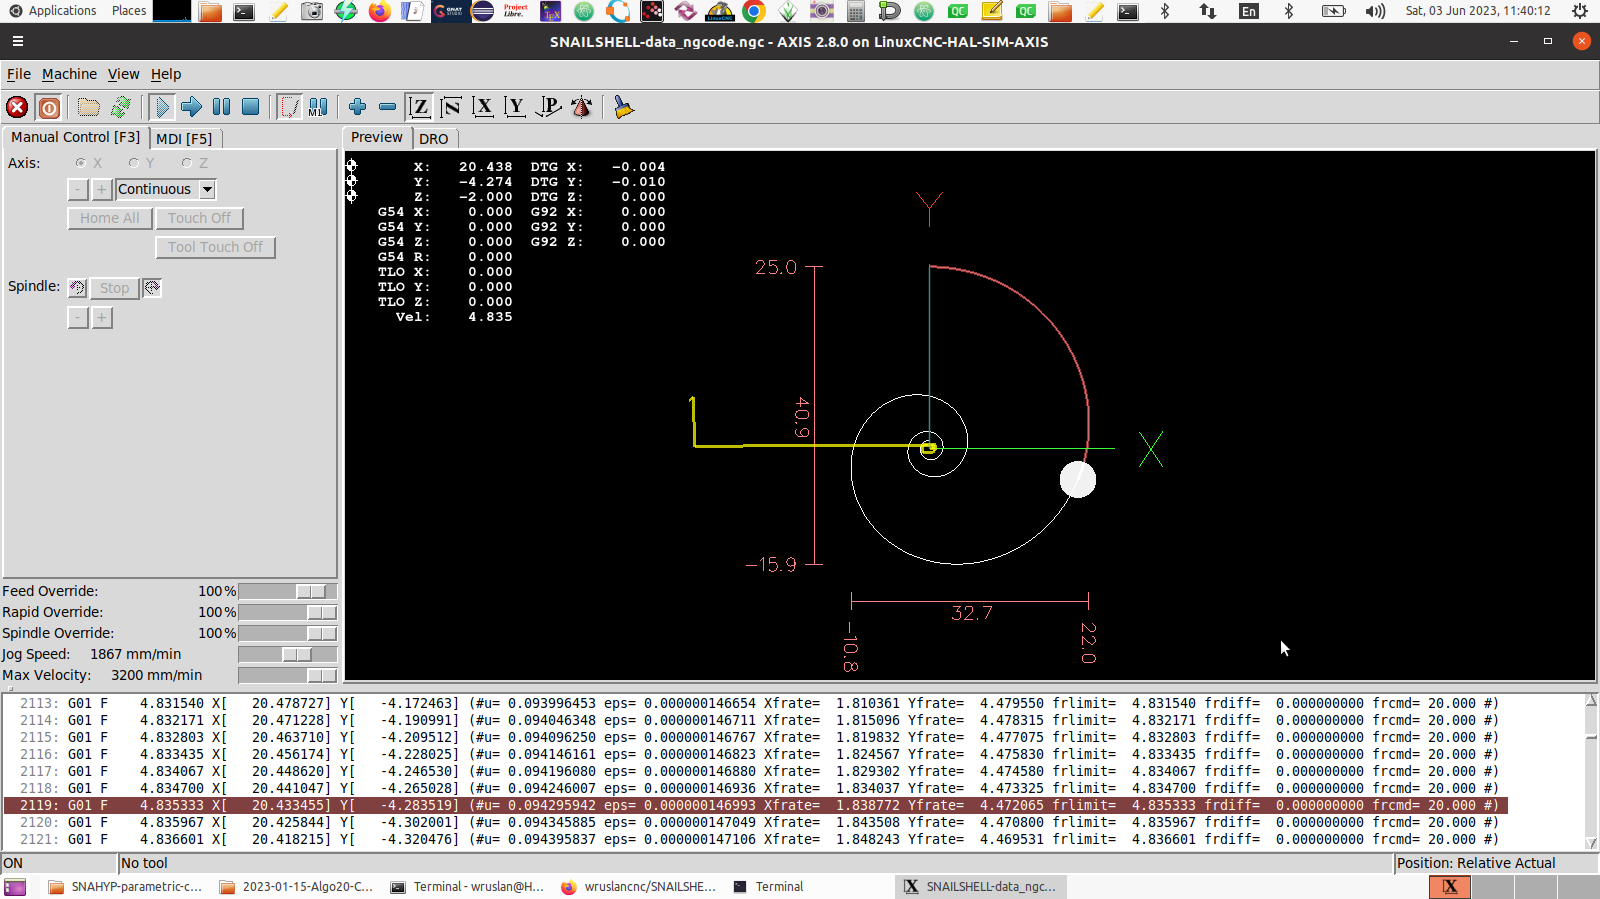 Applications Places En Sat, 03 Jun 2023, 11:40:12
SNAILSHELL-data_ngcode.ngc - AXIS 2.8.0 on LinuxCNC-HAL-SIM-AXIS
File Machine View Help
M1 Z N X Y P
Manual Control [F3] MDI [F5] Preview DRO
Axis: X Y Z
- + Continuous
Home All Touch Off
Tool Touch Off
Spindle: Stop
- +
X: 20.438 DTG X: -0.004
Y: -4.274 DTG Y: -0.010
Z: -2.000 DTG Z: 0.000
G54 X: 0.000 G92 X: 0.000
G54 Y: 0.000 G92 Y: 0.000
G54 Z: 0.000 G92 Z: 0.000
G54 R: 0.000
TLO X: 0.000
TLO Y: 0.000
TLO Z: 0.000
Vel: 4.835
Y
25.0
40.9
X
-15.9
32.7
-10.8
22.0
Feed Override: 100%
Rapid Override: 100%
Spindle Override: 100%
Jog Speed: 1867 mm/min
Max Velocity: 3200 mm/min
2113: G01 F 4.831540 X[ 20.478727] Y[ -4.172463] (#u= 0.093996453 eps= 0.000000146654 Xfrate= 1.810361 Yfrate= 4.479550 frlimit= 4.831540 frdiff= 0.000000000 frcmd= 20.000 #)
2114: G01 F 4.832171 X[ 20.471228] Y[ -4.190991] (#u= 0.094046348 eps= 0.000000146711 Xfrate= 1.815096 Yfrate= 4.478315 frlimit= 4.832171 frdiff= 0.000000000 frcmd= 20.000 #)
2115: G01 F 4.832803 X[ 20.463710] Y[ -4.209512] (#u= 0.094096250 eps= 0.000000146767 Xfrate= 1.819832 Yfrate= 4.477075 frlimit= 4.832803 frdiff= 0.000000000 frcmd= 20.000 #)
2116: G01 F 4.833435 X[ 20.456174] Y[ -4.228025] (#u= 0.094146161 eps= 0.000000146823 Xfrate= 1.824567 Yfrate= 4.475830 frlimit= 4.833435 frdiff= 0.000000000 frcmd= 20.000 #)
2117: G01 F 4.834067 X[ 20.448620] Y[ -4.246530] (#u= 0.094196080 eps= 0.000000146880 Xfrate= 1.829302 Yfrate= 4.474580 frlimit= 4.834067 frdiff= 0.000000000 frcmd= 20.000 #)
2118: G01 F 4.834700 X[ 20.441047] Y[ -4.265028] (#u= 0.094246007 eps= 0.000000146936 Xfrate= 1.834037 Yfrate= 4.473325 frlimit= 4.834700 frdiff= 0.000000000 frcmd= 20.000 #)
2119: G01 F 4.835333 X[ 20.433455] Y[ -4.283519] (#u= 0.094295942 eps= 0.000000146993 Xfrate= 1.838772 Yfrate= 4.472065 frlimit= 4.835333 frdiff= 0.000000000 frcmd= 20.000 #)
2120: G01 F 4.835967 X[ 20.425844] Y[ -4.302001] (#u= 0.094345885 eps= 0.000000147049 Xfrate= 1.843508 Yfrate= 4.470800 frlimit= 4.835967 frdiff= 0.000000000 frcmd= 20.000 #)
2121: G01 F 4.836601 X[ 20.418215] Y[ -4.320476] (#u= 0.094395837 eps= 0.000000147106 Xfrate= 1.848243 Yfrate= 4.469531 frlimit= 4.836601 frdiff= 0.000000000 frcmd= 20.000 #)
ON No tool Position: Relative Actual
SNAHYP-parametric-c... 2023-01-15-Algo20-C... Terminal - wruslan@H... wruslancnc/SNAILSHE... Terminal SNAILSHELL-data_ngc...